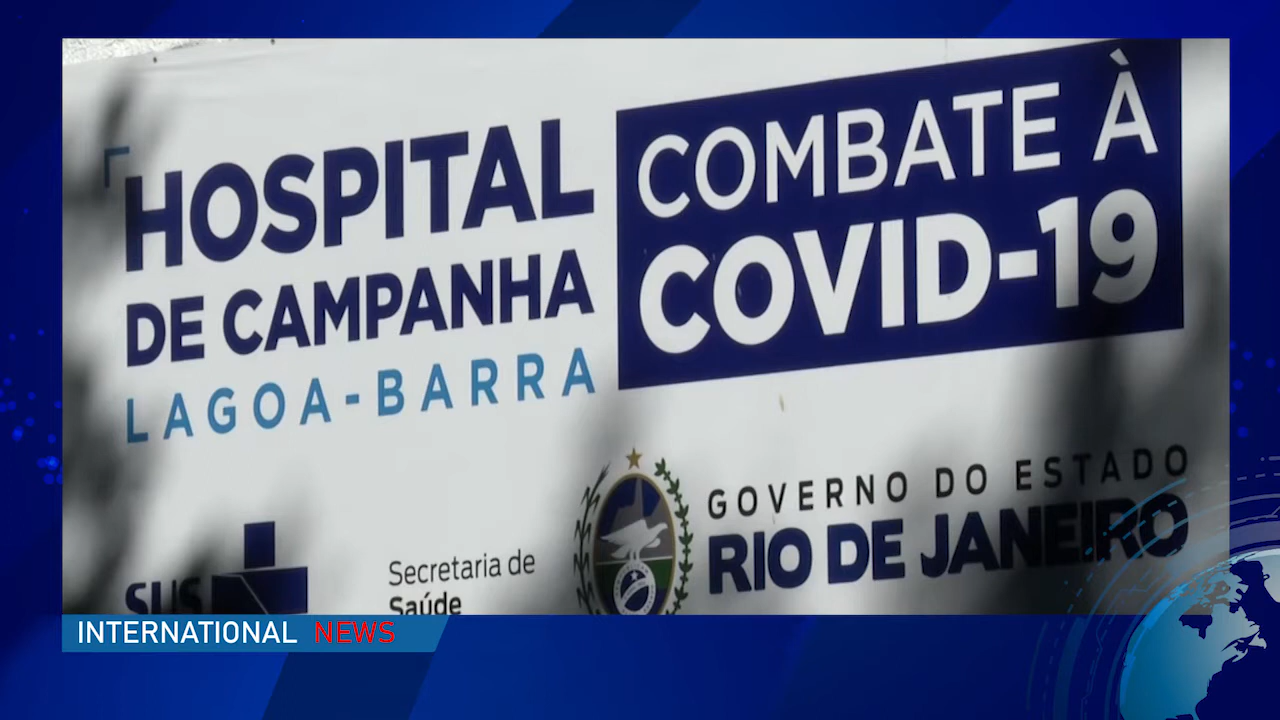 HOSPITAL
DE CAMPANHA
LAGOA-BARRA
COMBATE À
COVID-19
SUS
Secretaria de
Saúde
GOVERNO DO ESTADO
RIO DE JANEIRO
INTERNATIONAL NEWS